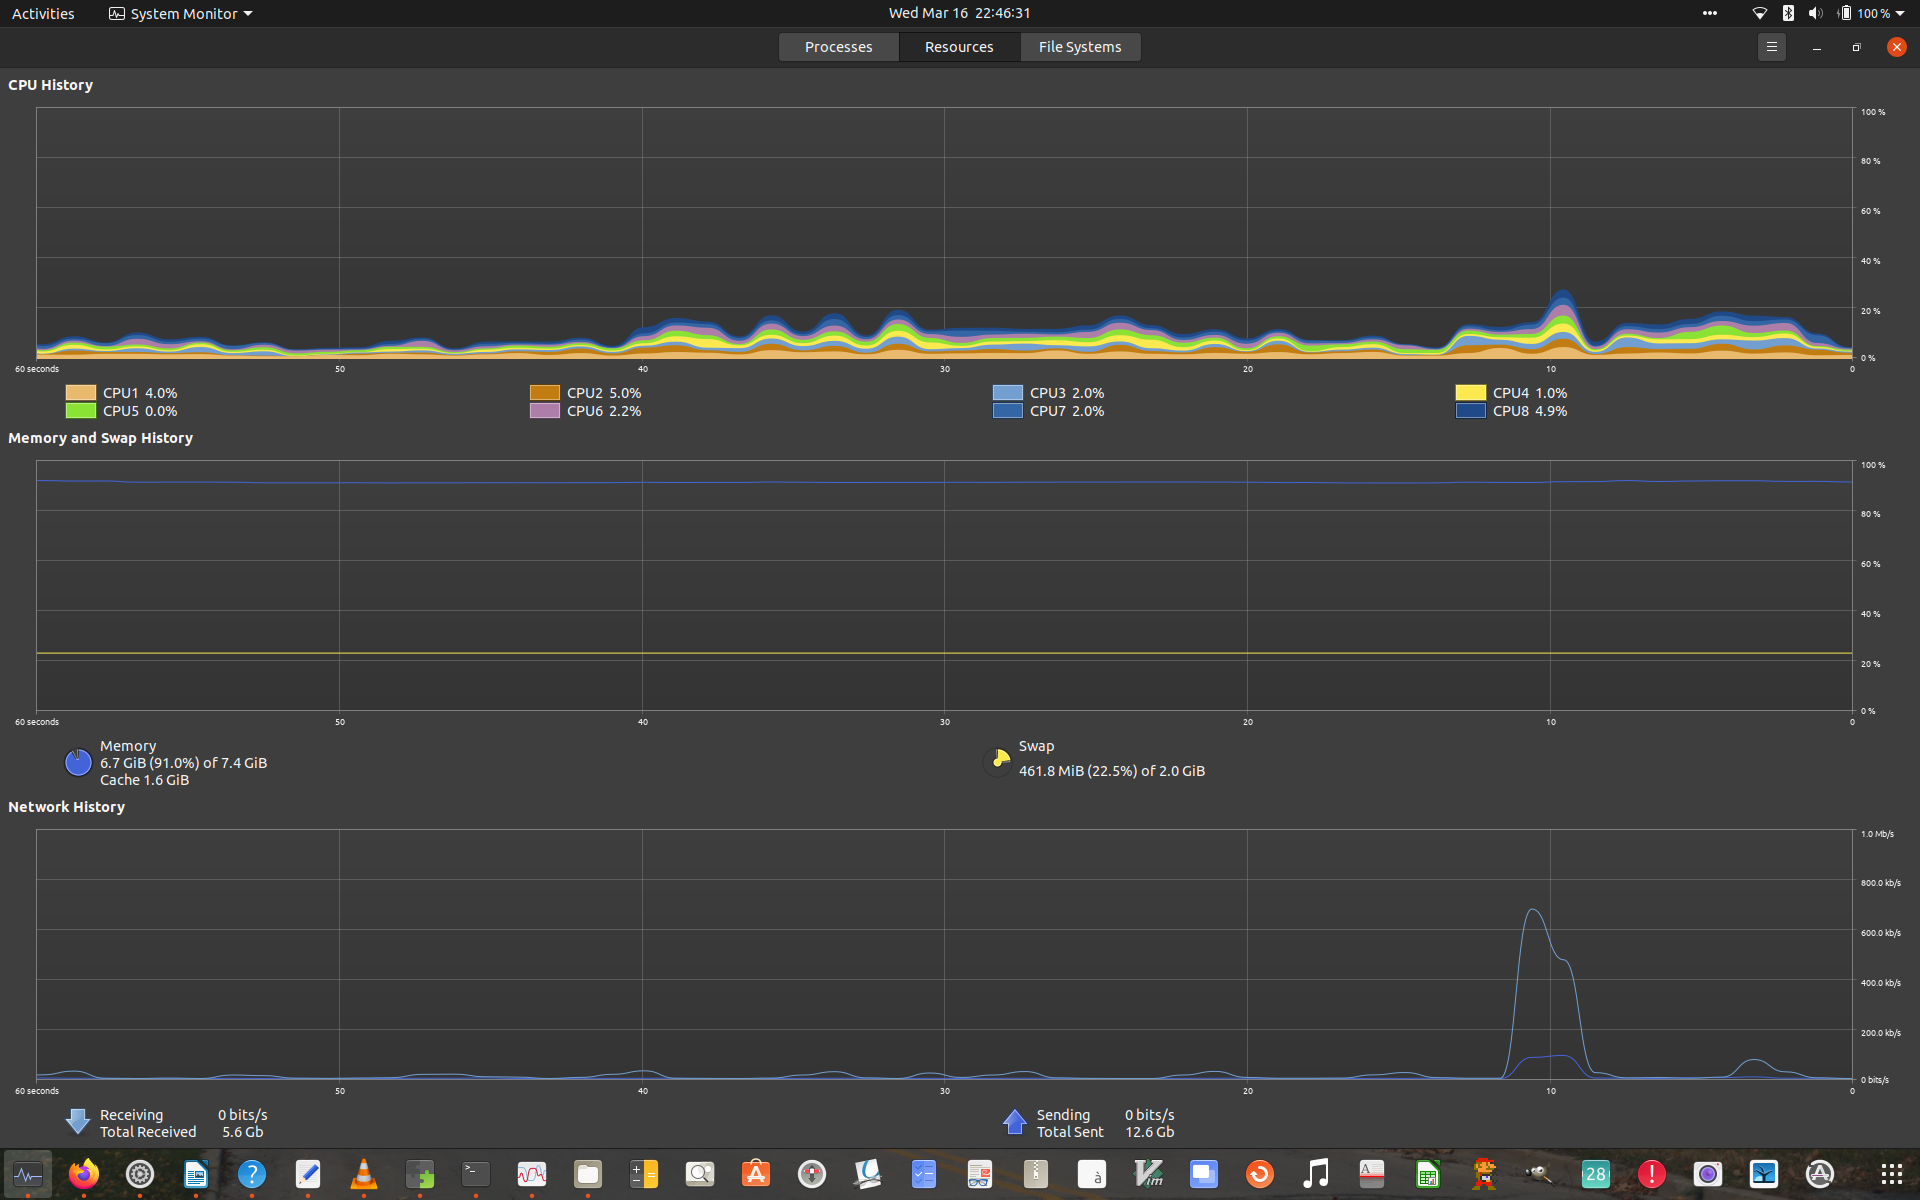 Activities System Monitor Wed Mar 16 22:46:31 100 %
Processes Resources File Systems
CPU History
100 %
80 %
60 %
40 %
20 %
0 %
60 seconds 50 40 30 20 10 0
CPU1 4.0% CPU2 5.0% CPU3 2.0% CPU4 1.0%
CPU5 0.0% CPU6 2.2% CPU7 2.0% CPU8 4.9%
Memory and Swap History
100 %
80 %
60 %
40 %
20 %
0 %
60 seconds 50 40 30 20 10 0
Memory
6.7 GiB (91.0%) of 7.4 GiB
Cache 1.6 GiB
Swap
461.8 MiB (22.5%) of 2.0 GiB
Network History
1.0 Mb/s
800.0 kb/s
600.0 kb/s
400.0 kb/s
200.0 kb/s
0 bits/s
60 seconds 50 40 30 20 10 0
Receiving 0 bits/s
Total Received 5.6 Gb
Sending 0 bits/s
Total Sent 12.6 Gb
? >_ à Vim A 28 !